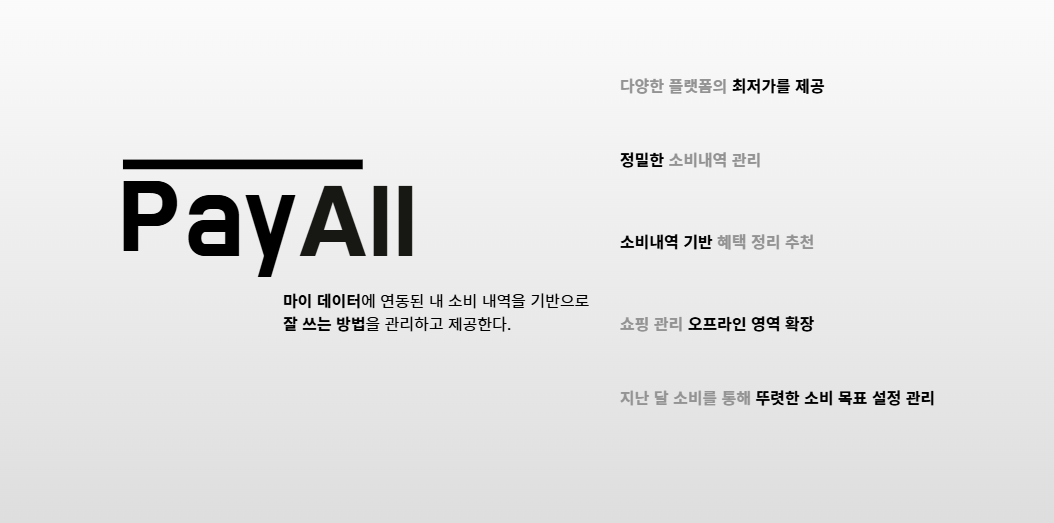 PayAll
마이 데이터에 연동된 내 소비 내역을 기반으로
잘 쓰는 방법을 관리하고 제공한다.
다양한 플랫폼의 최저가를 제공
정밀한 소비내역 관리
소비내역 기반 혜택 정리 추천
쇼핑 관리 오프라인 영역 확장
지난 달 소비를 통해 뚜렷한 소비 목표 설정 관리